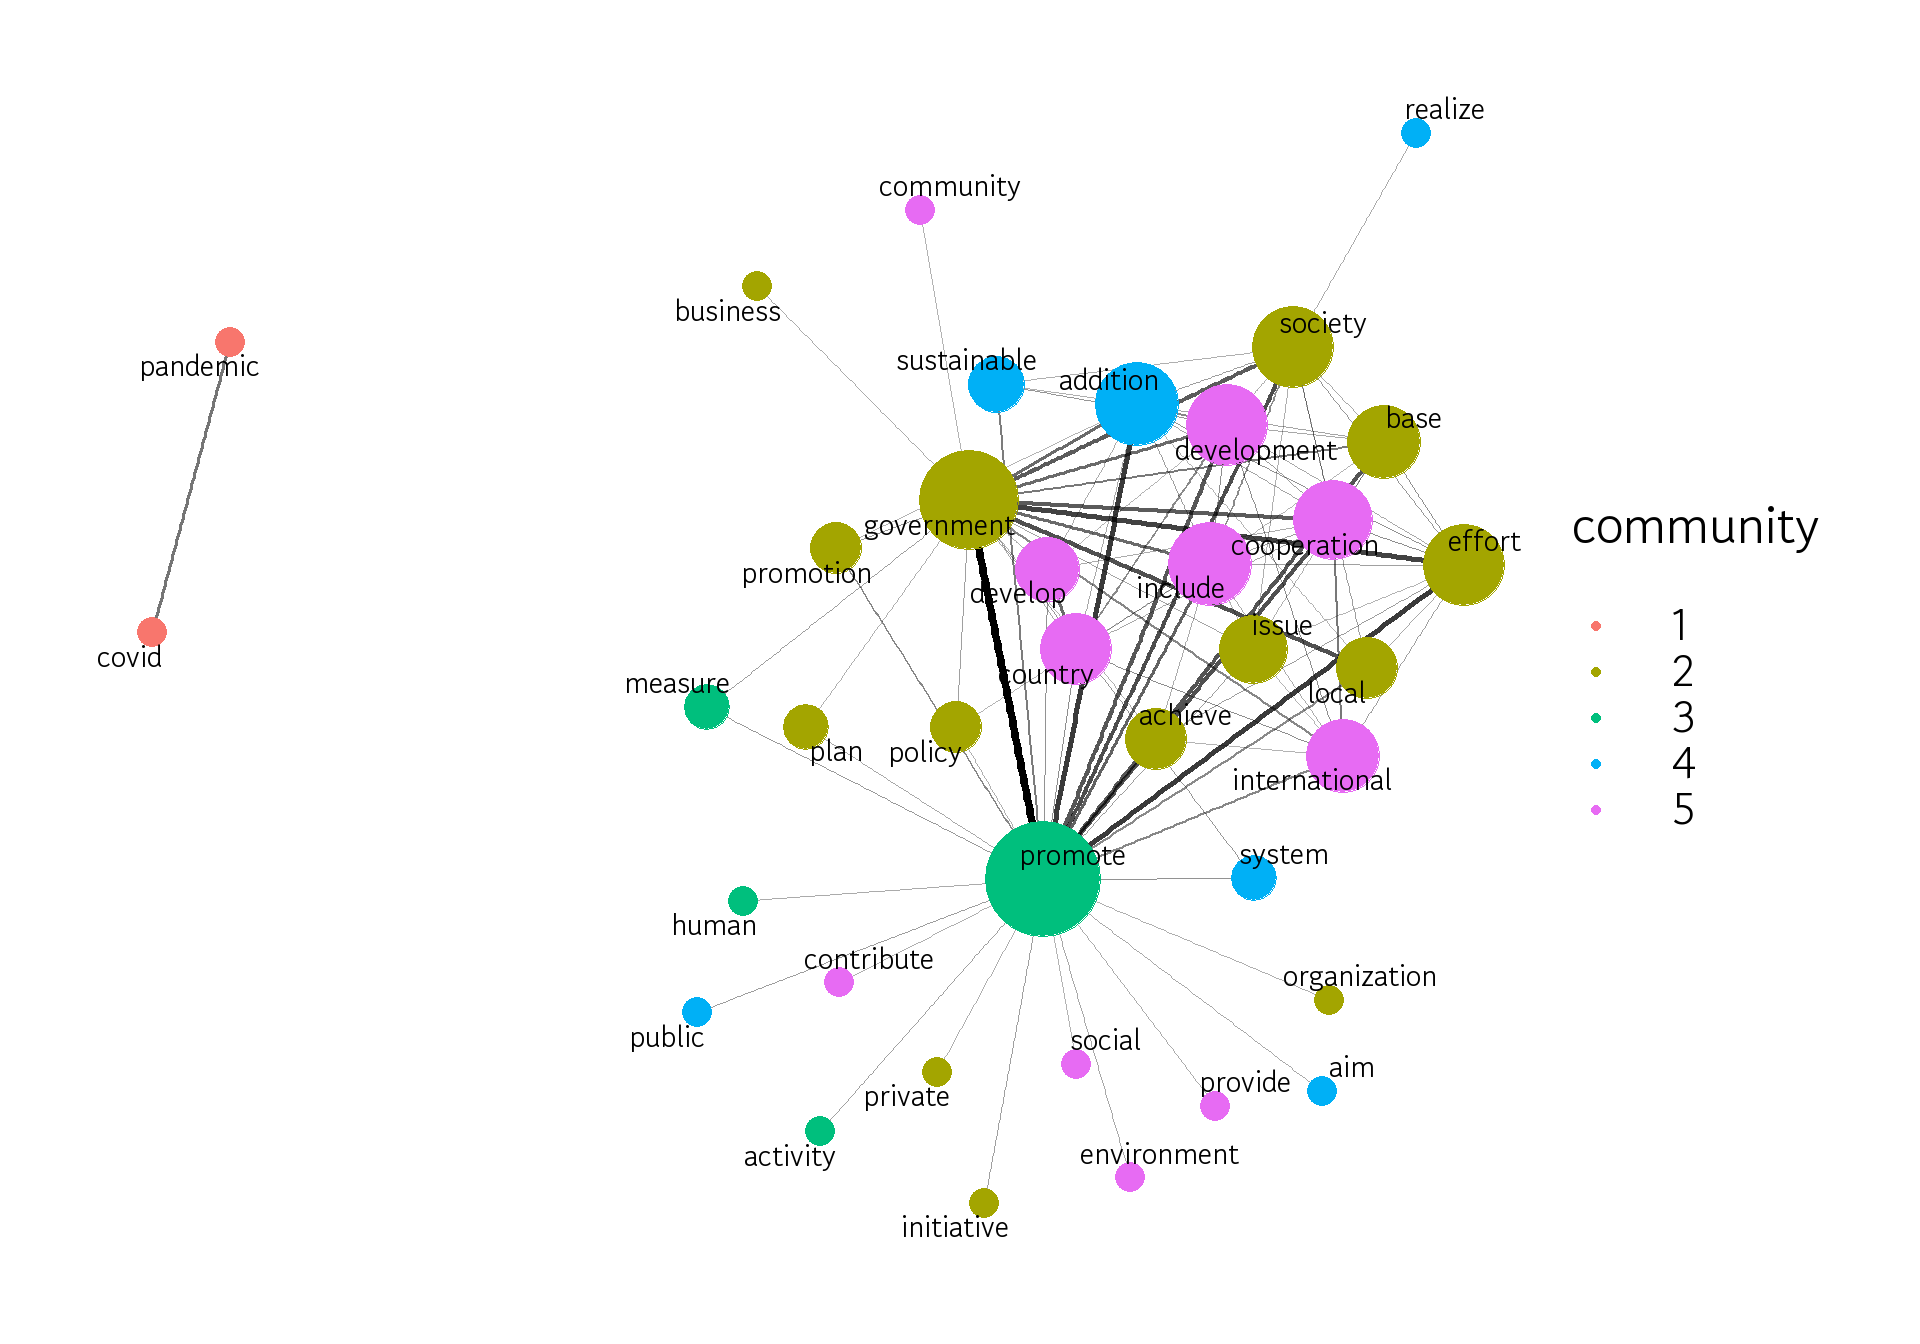 realize
community
business
society
pandemic
sustainable
addition
base
development
government
cooperation
effort
community
promotion
develop
include
issue
1
covid
country
2
measure
local
achieve
3
plan
policy
international
4
5
promote
system
human
contribute
organization
public
social
aim
private
provide
activity
environment
initiative